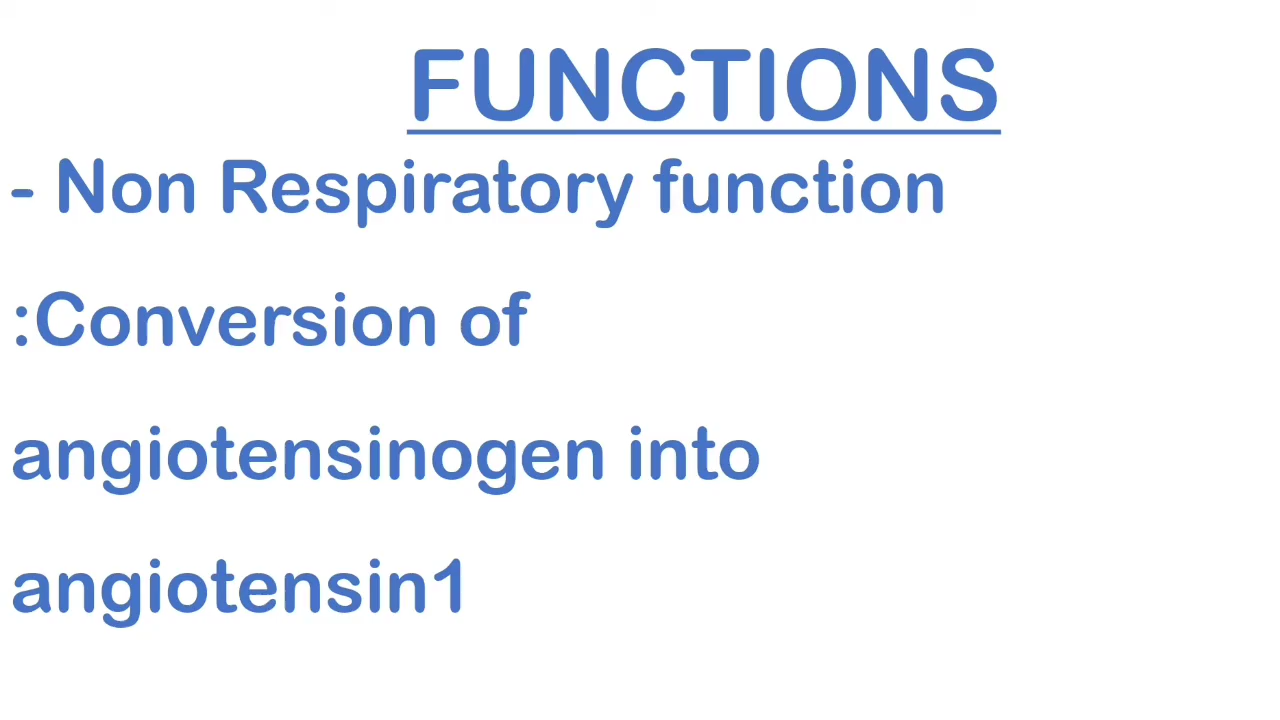 FUNCTIONS
- Non Respiratory function
:Conversion of
angiotensinogen into
angiotensin1